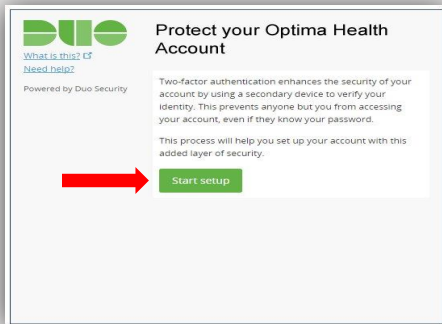 DUO
What is this?
Need help?
Powered by Duo Security
Protect your Optima Health
Account
Two-factor authentication enhances the security of your
account by using a secondary device to verify your
identity. This prevents anyone but you from accessing
your account, even if they know your password.
This process will help you set up your account with this
added layer of security.
Start setup